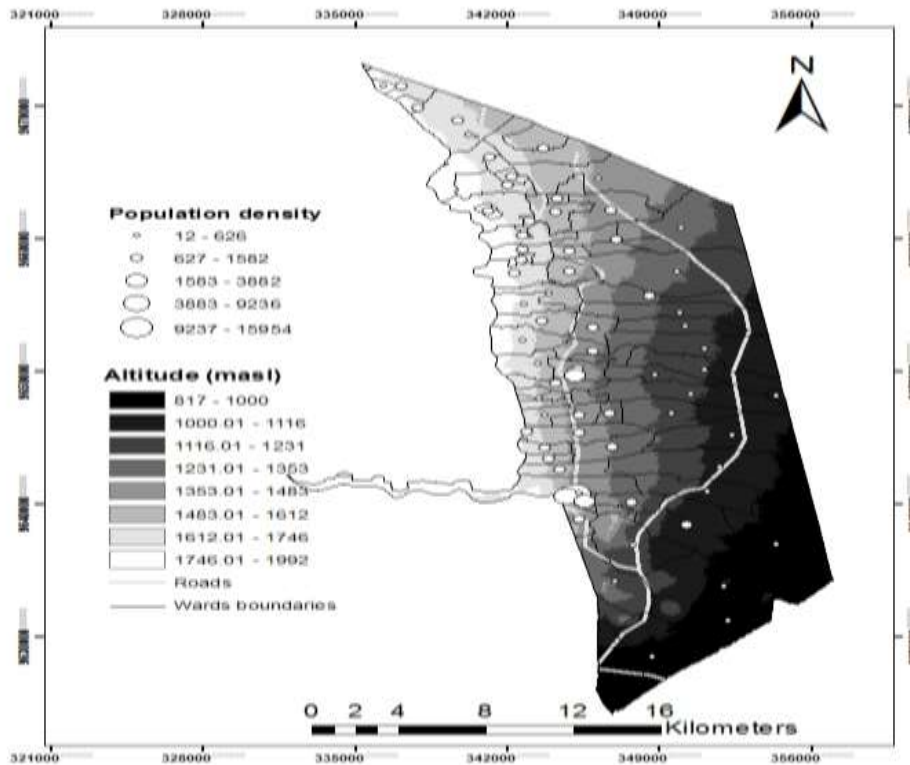 321000 328000 335000 342000 349000 356000
N
Population density
12 - 626
627 - 1582
1583 - 3882
3883 - 9236
9237 - 15954
Altitude (masl)
817 - 1000
1000.01 - 1116
1116.01 - 1231
1231.01 - 1353
1353.01 - 1483
1483.01 - 1612
1612.01 - 1746
1746.01 - 1992
Roads
Wards boundaries
0 2 4 8 12 16
Kilometers
321000 328000 335000 342000 349000 356000